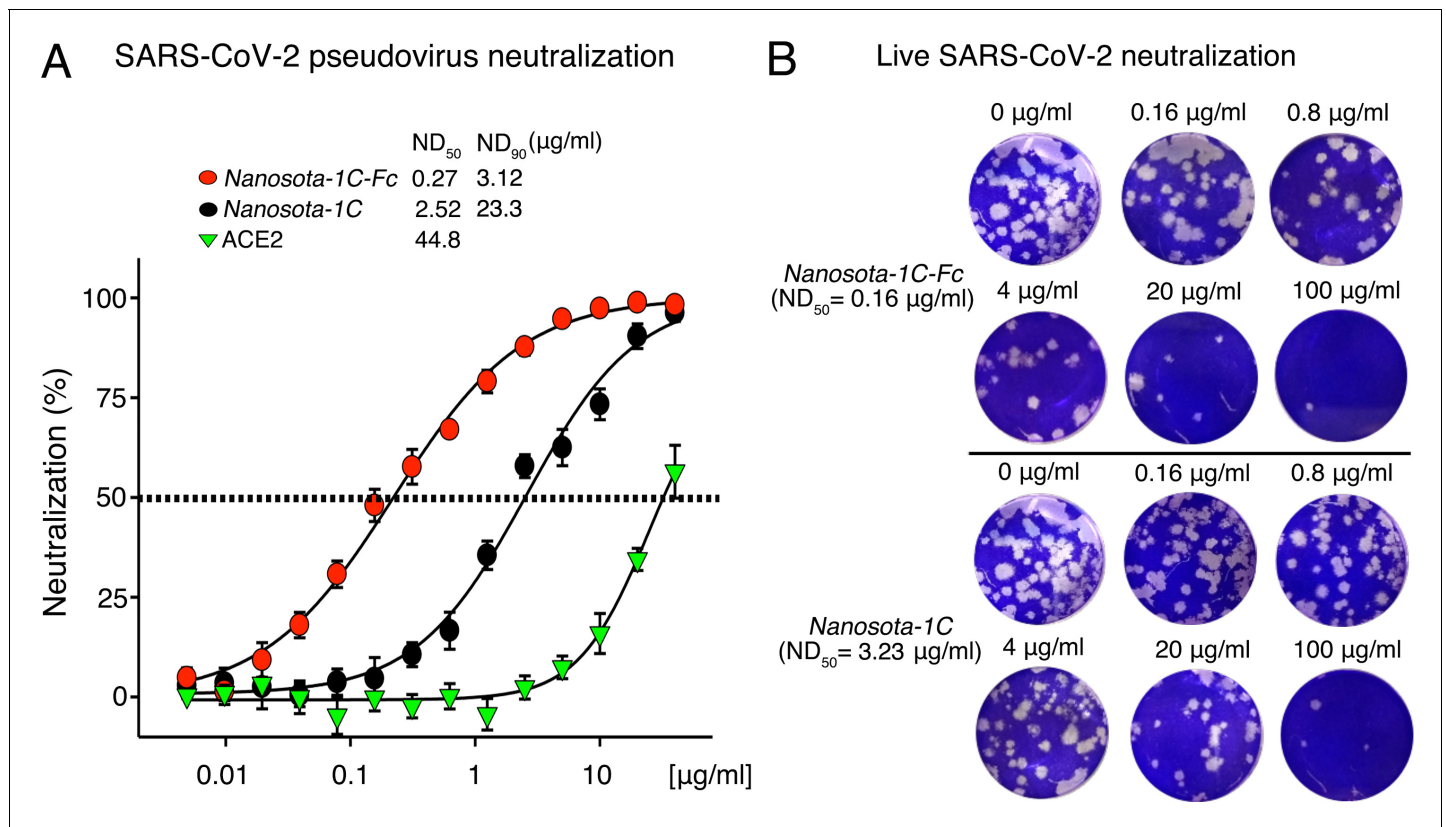 A SARS-CoV-2 pseudovirus neutralization
ND50 ND90 (µg/ml)
Nanosota-1C-Fc 0.27 3.12
Nanosota-1C 2.52 23.3
ACE2 44.8
Neutralization (%)
100
75
50
25
0
0.01 0.1 1 10 [µg/ml]
B Live SARS-CoV-2 neutralization
0 µg/ml 0.16 µg/ml 0.8 µg/ml
Nanosota-1C-Fc
(ND50= 0.16 µg/ml)
4 µg/ml 20 µg/ml 100 µg/ml
0 µg/ml 0.16 µg/ml 0.8 µg/ml
Nanosota-1C
(ND50= 3.23 µg/ml)
4 µg/ml 20 µg/ml 100 µg/ml